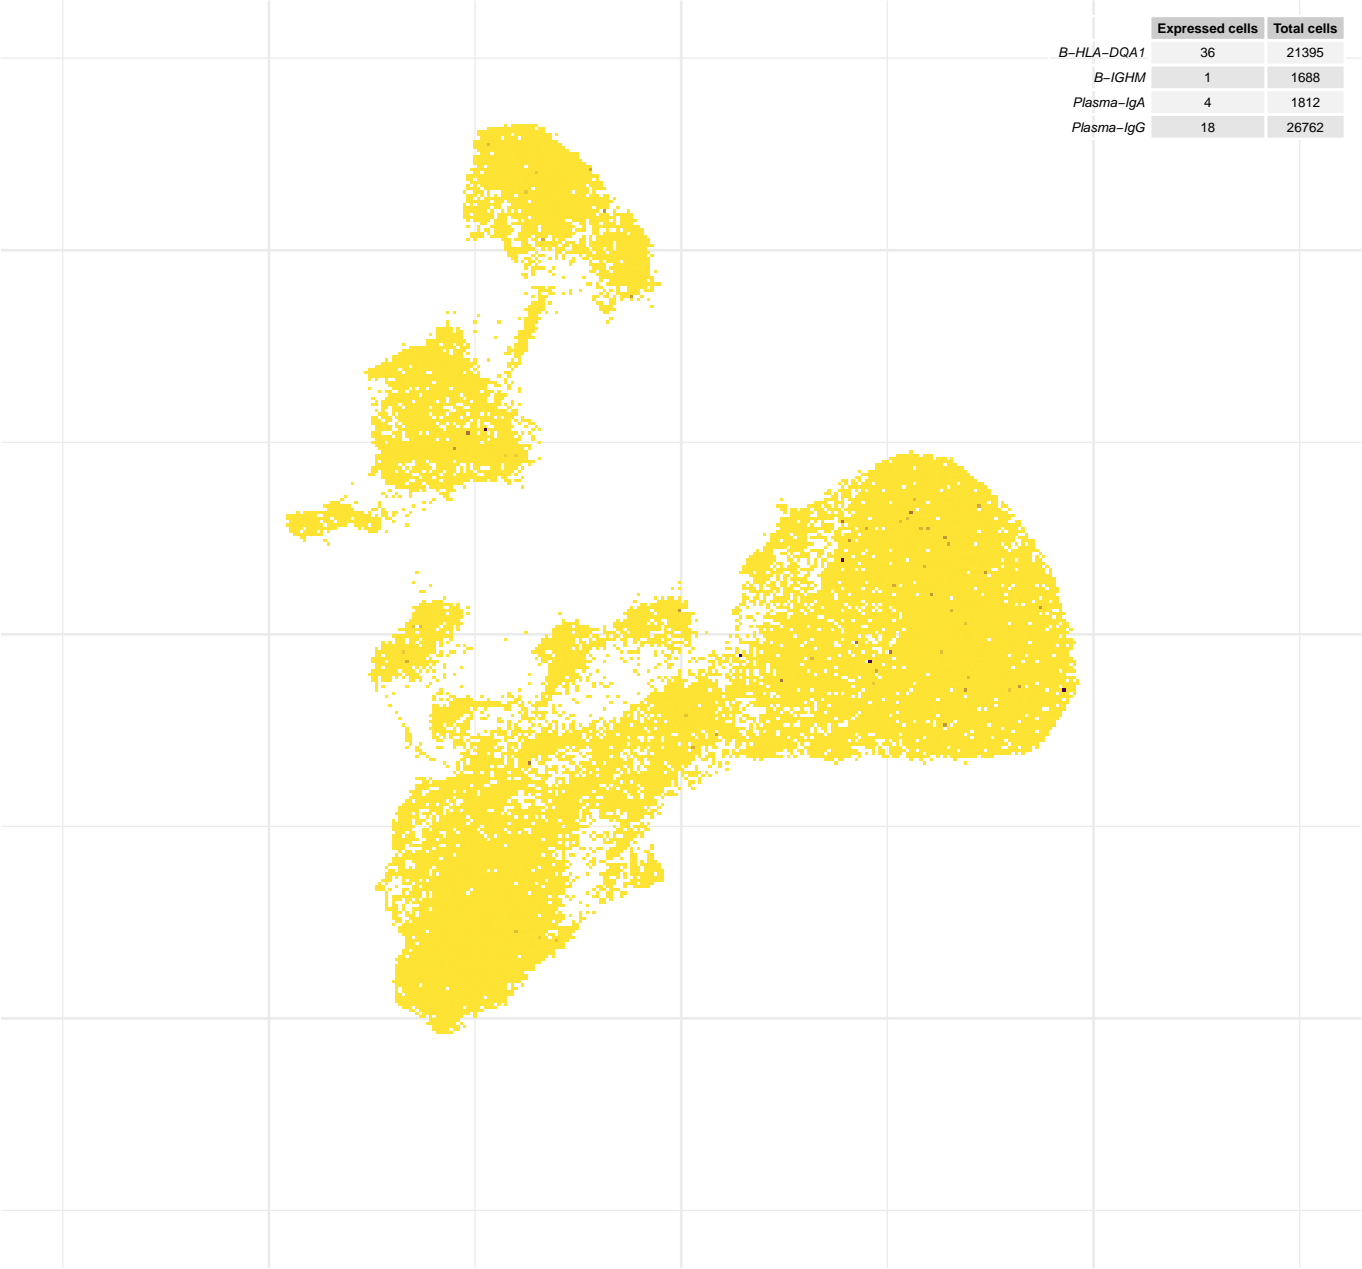 Expressed cells Total cells
B−HLA−DQA1 36 21395
B−IGHM 1 1688
Plasma−IgA 4 1812
Plasma−IgG 18 26762